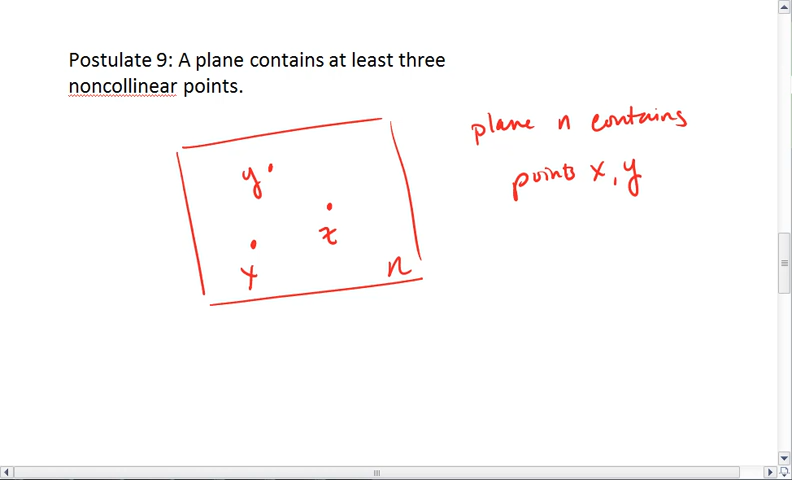 Postulate 9: A plane contains at least three
noncollinear points.
plane n contains
y
points x, y
z
x
n